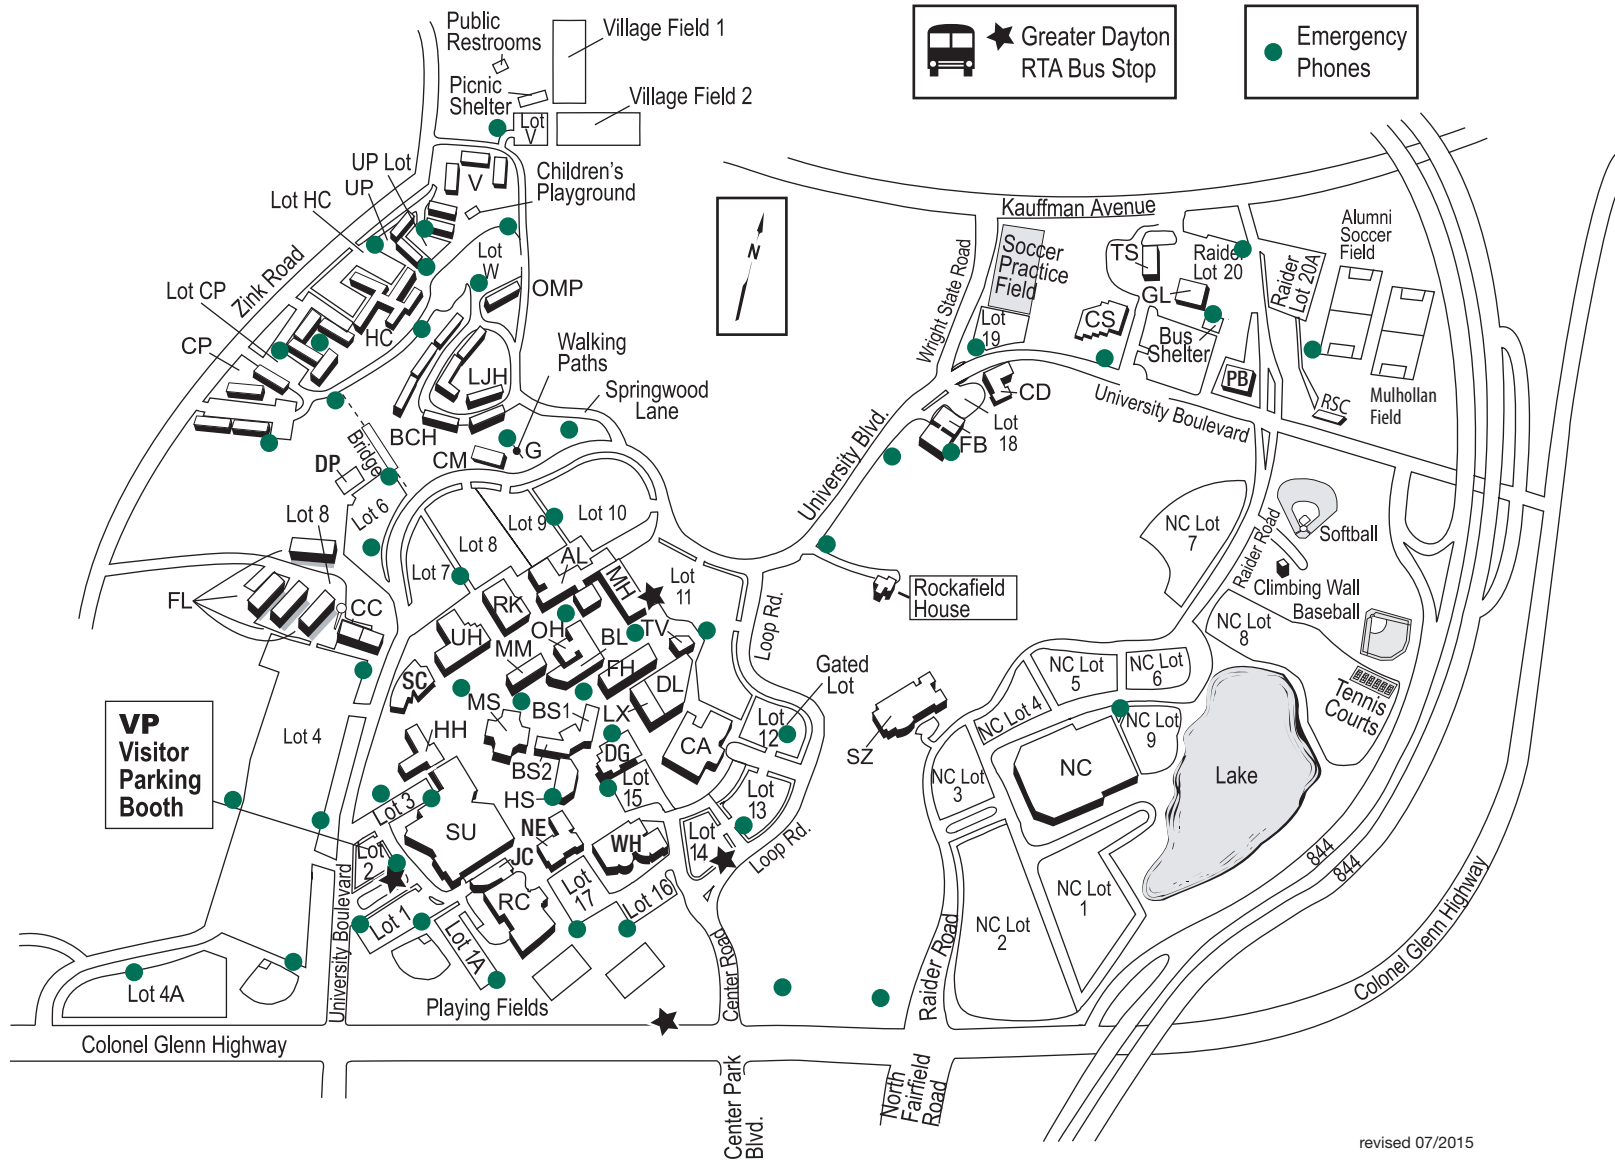 Public
Restrooms
Village Field 1
Picnic
Shelter
Village Field 2
Lot
V
Greater Dayton
RTA Bus Stop
Emergency
Phones
UP Lot
UP
V
Children's
Playground
Lot HC
Zink Road
Lot
W
OMP
Lot CP
HC
CP
Walking
Paths
LJH
Springwood
Lane
BCH
CM
G
Bridge
DP
Lot 6
N
Kauffman Avenue
Wright State Road
Soccer
Practice
Field
Lot
19
TS
Raider
Lot 20
GL
CS
Bus
Shelter
Raider
Lot 20A
Alumni
Soccer
Field
PB
RSC
Mulhollan
Field
CD
Lot
18
FB
University Blvd.
University Boulevard
Lot 8
Lot 8
Lot 9
Lot 10
Lot 7
AL
MH
Lot
11
RK
FL
CC
UH
OH
BL
TV
MM
FH
SC
MS
BS1
LX
DL
BS2
DG
CA
HH
HS
Lot
15
Loop Rd.
Gated
Lot
Lot
12
Lot
13
Lot
14
Loop Rd.
Rockafield
House
SZ
NC Lot
7
Raider Road
Softball
Climbing Wall
Baseball
NC Lot
8
Tennis
Courts
NC Lot
5
NC Lot
6
NC Lot 4
NC Lot
9
NC Lot
3
NC
Lake
NC Lot
1
NC Lot
2
VP
Visitor
Parking
Booth
Lot 4
Lot 3
SU
Lot
2
NE
JC
WH
RC
Lot
17
Lot 16
Lot 1
Lot 1A
Lot 4A
University Boulevard
Playing Fields
Center Road
Raider Road
844
844
Colonel Glenn Highway
Colonel Glenn Highway
Center Park
Blvd.
North
Fairfield
Road
revised 07/2015